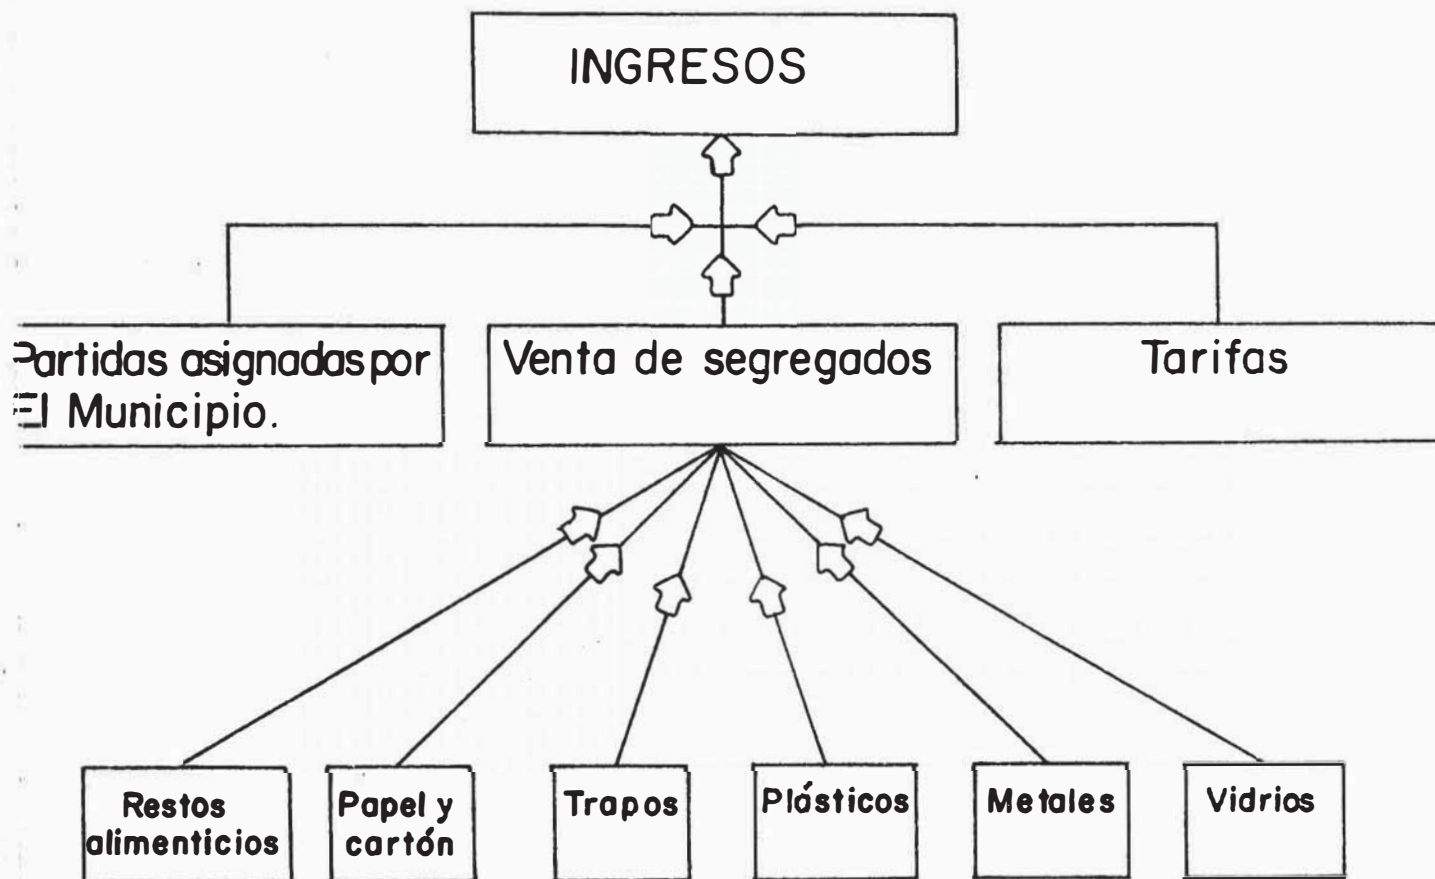 INGRESOS
Partidas asignadas por
El Municipio.
Venta de segregados
Tarifas
Restos
alimenticios
Papel y
cartón
Trapos
Plásticos
Metales
Vidrios